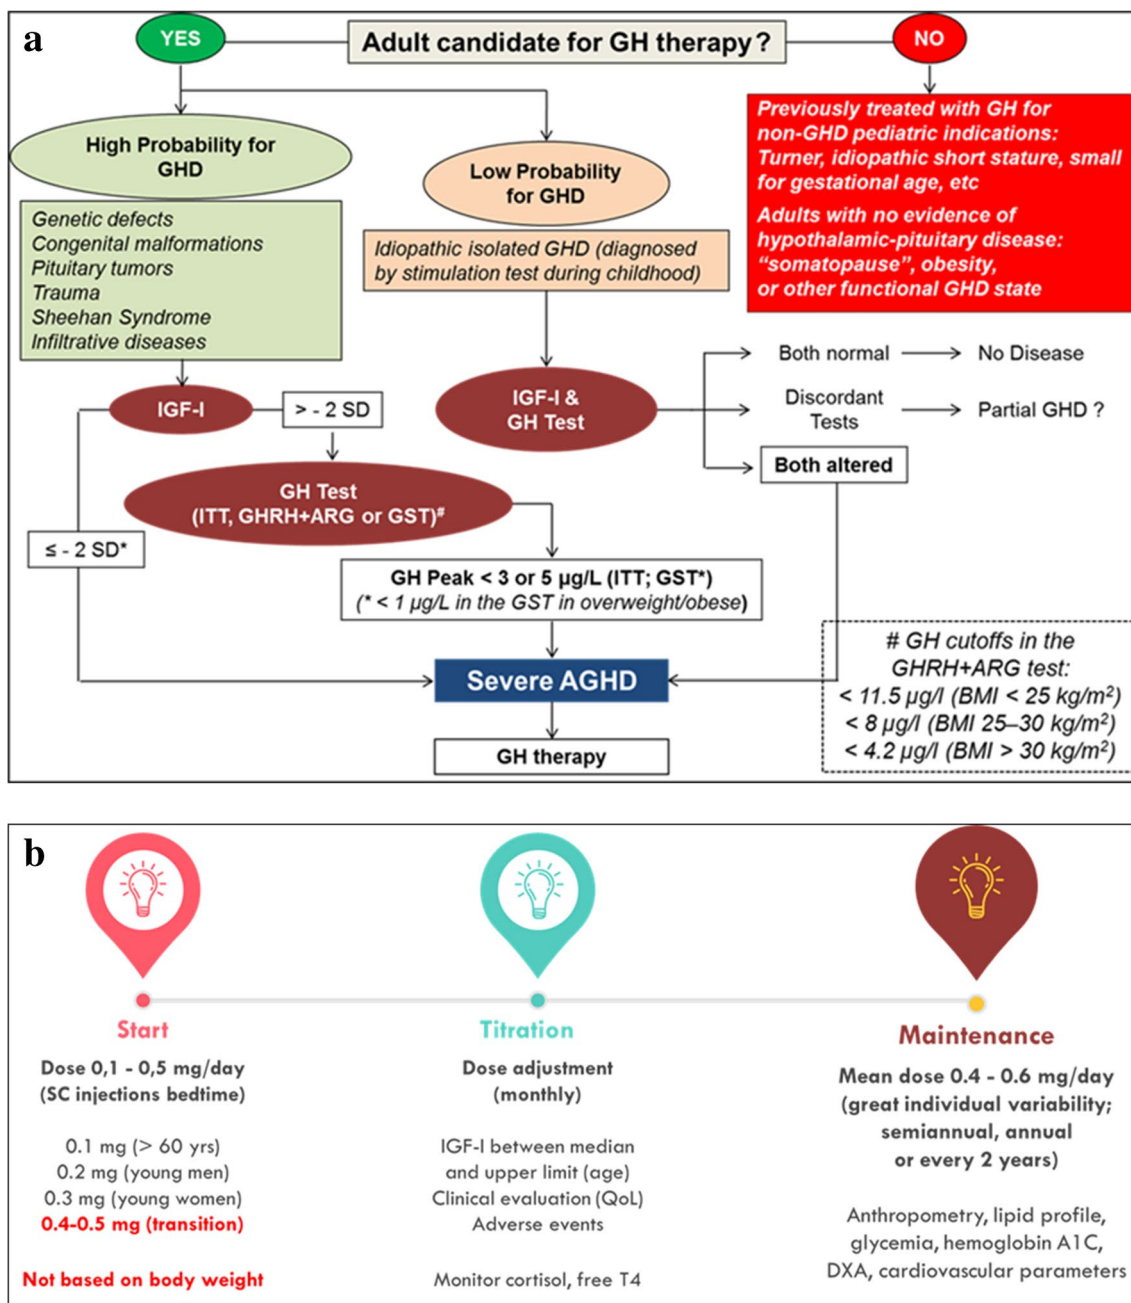 a
YES
Adult candidate for GH therapy ?
NO
High Probability for
GHD
Genetic defects
Congenital malformations
Pituitary tumors
Trauma
Sheehan Syndrome
Infiltrative diseases
Low Probability
for GHD
Idiopathic isolated GHD (diagnosed
by stimulation test during childhood)
Previously treated with GH for
non-GHD pediatric indications:
Turner, idiopathic short stature, small
for gestational age, etc
Adults with no evidence of
hypothalamic-pituitary disease:
“somatopause”, obesity,
or other functional GHD state
IGF-I
> - 2 SD
IGF-I &
GH Test
Both normal
No Disease
Discordant
Tests
Partial GHD ?
Both altered
GH Test
(ITT, GHRH+ARG or GST)#
≤ - 2 SD*
GH Peak < 3 or 5 µg/L (ITT; GST*)
(* < 1 µg/L in the GST in overweight/obese)
Severe AGHD
GH therapy
# GH cutoffs in the
GHRH+ARG test:
< 11.5 µg/l (BMI < 25 kg/m²)
< 8 µg/l (BMI 25–30 kg/m²)
< 4.2 µg/l (BMI > 30 kg/m²)
b
Start
Dose 0,1 - 0,5 mg/day
(SC injections bedtime)
0.1 mg (> 60 yrs)
0.2 mg (young men)
0.3 mg (young women)
0.4-0.5 mg (transition)
Not based on body weight
Titration
Dose adjustment
(monthly)
IGF-I between median
and upper limit (age)
Clinical evaluation (QoL)
Adverse events
Monitor cortisol, free T4
Maintenance
Mean dose 0.4 - 0.6 mg/day
(great individual variability;
semiannual, annual
or every 2 years)
Anthropometry, lipid profile,
glycemia, hemoglobin A1C,
DXA, cardiovascular parameters